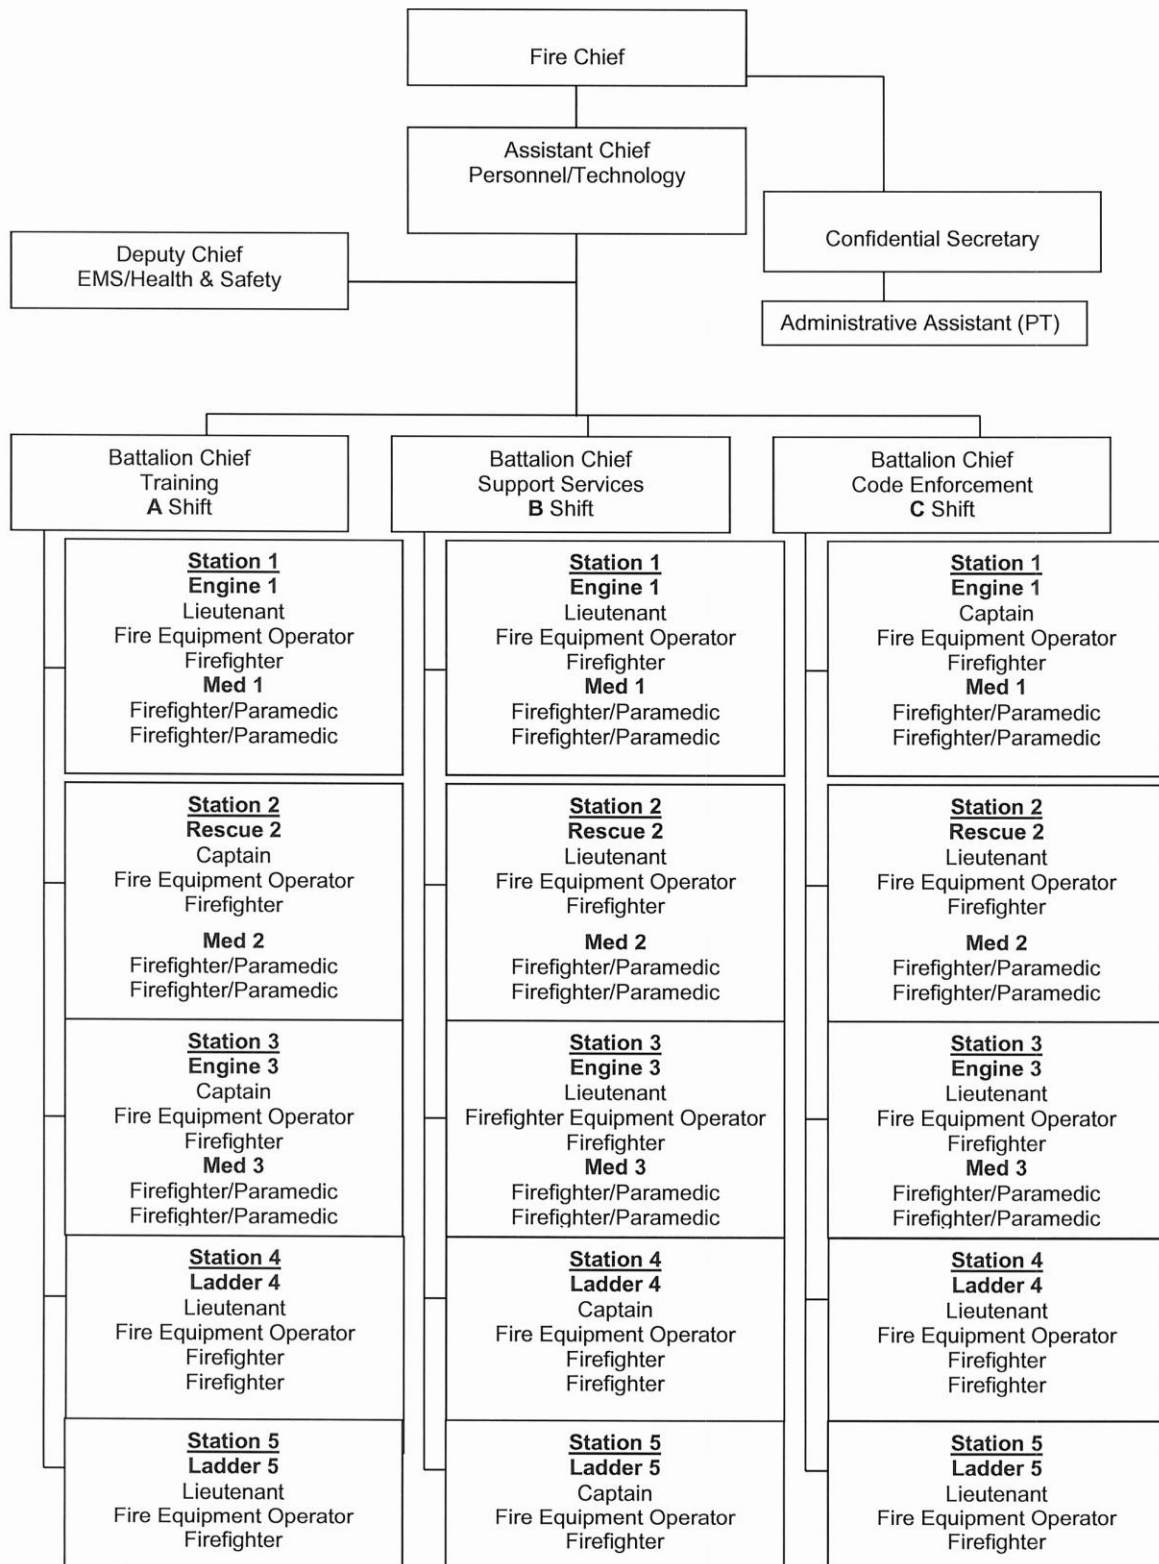 Fire Chief
Assistant Chief
Personnel/Technology
Deputy Chief
EMS/Health & Safety
Confidential Secretary
Administrative Assistant (PT)
Battalion Chief
Training
A Shift
Station 1
Engine 1
Lieutenant
Fire Equipment Operator
Firefighter
Med 1
Firefighter/Paramedic
Firefighter/Paramedic
Station 2
Rescue 2
Captain
Fire Equipment Operator
Firefighter
Med 2
Firefighter/Paramedic
Firefighter/Paramedic
Station 3
Engine 3
Captain
Fire Equipment Operator
Firefighter
Med 3
Firefighter/Paramedic
Firefighter/Paramedic
Station 4
Ladder 4
Lieutenant
Fire Equipment Operator
Firefighter
Firefighter
Station 5
Ladder 5
Lieutenant
Fire Equipment Operator
Firefighter
Battalion Chief
Support Services
B Shift
Station 1
Engine 1
Lieutenant
Fire Equipment Operator
Firefighter
Med 1
Firefighter/Paramedic
Firefighter/Paramedic
Station 2
Rescue 2
Lieutenant
Fire Equipment Operator
Firefighter
Med 2
Firefighter/Paramedic
Firefighter/Paramedic
Station 3
Engine 3
Lieutenant
Firefighter Equipment Operator
Firefighter
Med 3
Firefighter/Paramedic
Firefighter/Paramedic
Station 4
Ladder 4
Captain
Fire Equipment Operator
Firefighter
Firefighter
Station 5
Ladder 5
Captain
Fire Equipment Operator
Firefighter
Battalion Chief
Code Enforcement
C Shift
Station 1
Engine 1
Captain
Fire Equipment Operator
Firefighter
Med 1
Firefighter/Paramedic
Firefighter/Paramedic
Station 2
Rescue 2
Lieutenant
Fire Equipment Operator
Firefighter
Med 2
Firefighter/Paramedic
Firefighter/Paramedic
Station 3
Engine 3
Lieutenant
Fire Equipment Operator
Firefighter
Med 3
Firefighter/Paramedic
Firefighter/Paramedic
Station 4
Ladder 4
Lieutenant
Fire Equipment Operator
Firefighter
Firefighter
Station 5
Ladder 5
Lieutenant
Fire Equipment Operator
Firefighter